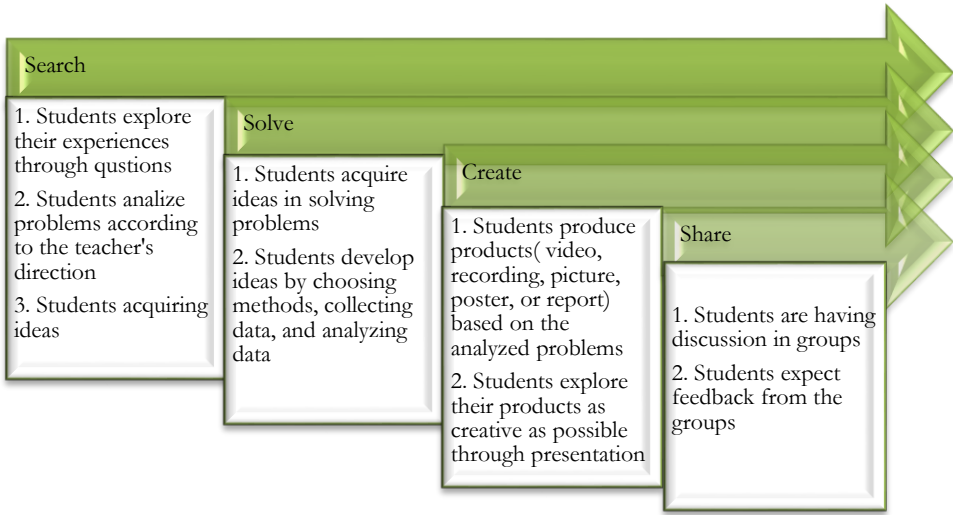 Search
1. Students explore
their experiences
through qustions
2. Students analize
problems according
to the teacher's
direction
3. Students acquiring
ideas
Solve
1. Students acquire
ideas in solving
problems
2. Students develop
ideas by choosing
methods, collecting
data, and analyzing
data
Create
1. Students produce
products( video,
recording, picture,
poster, or report)
based on the
analyzed problems
2. Students explore
their products as
creative as possible
through presentation
Share
1. Students are having
discussion in groups
2. Students expect
feedback from the
groups